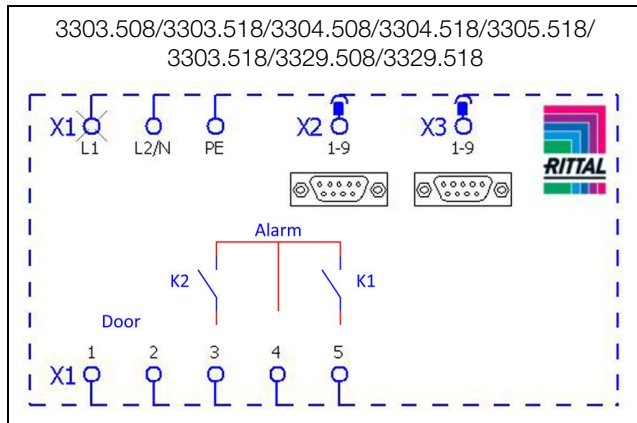 3303.508/3303.518/3304.508/3304.518/3305.518/
3303.518/3329.508/3329.518
X1 X2 X3
L1 L2/N PE 1-9 1-9
RITTAL
Alarm
K2 K1
Door
1 2 3 4 5
X1